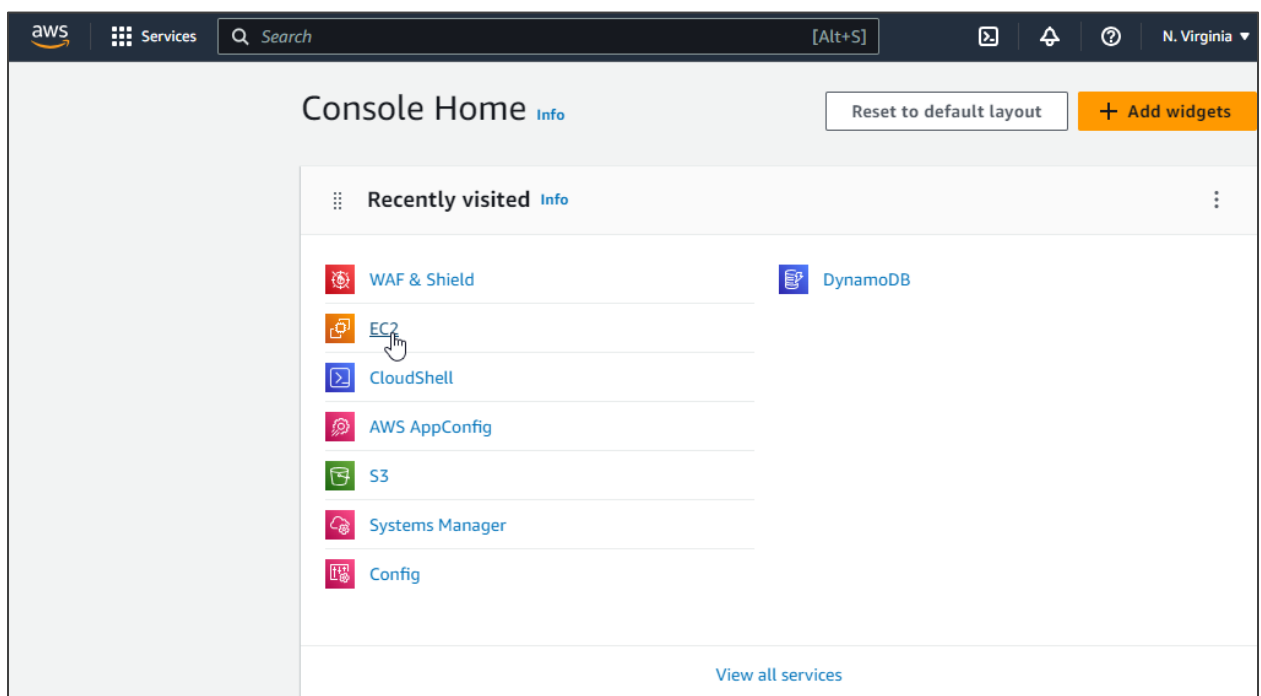 aws Services Search [Alt+S] N. Virginia
Console Home Info Reset to default layout + Add widgets
Recently visited Info
WAF & Shield
EC2
CloudShell
AWS AppConfig
S3
Systems Manager
Config
DynamoDB
View all services